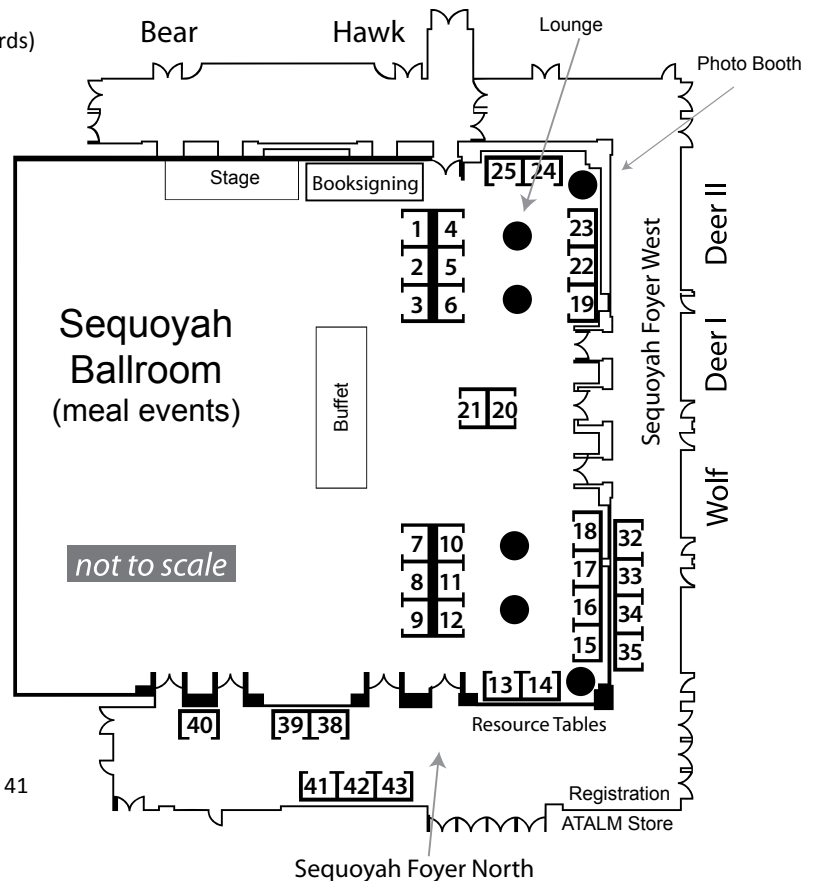 rds)
Bear
Hawk
Lounge
Photo Booth
Stage
Booksigning
25 24
1 4
2 5
3 6
23
22
19
Deer II
Sequoyah Foyer West
Deer I
Wolf
Sequoyah
Ballroom
(meal events)
Buffet
21 20
not to scale
7 10
8 11
9 12
18
17
16
15
32
33
34
35
13 14
Resource Tables
40
39 38
41
41 42 43
Registration
ATALM Store
Sequoyah Foyer North